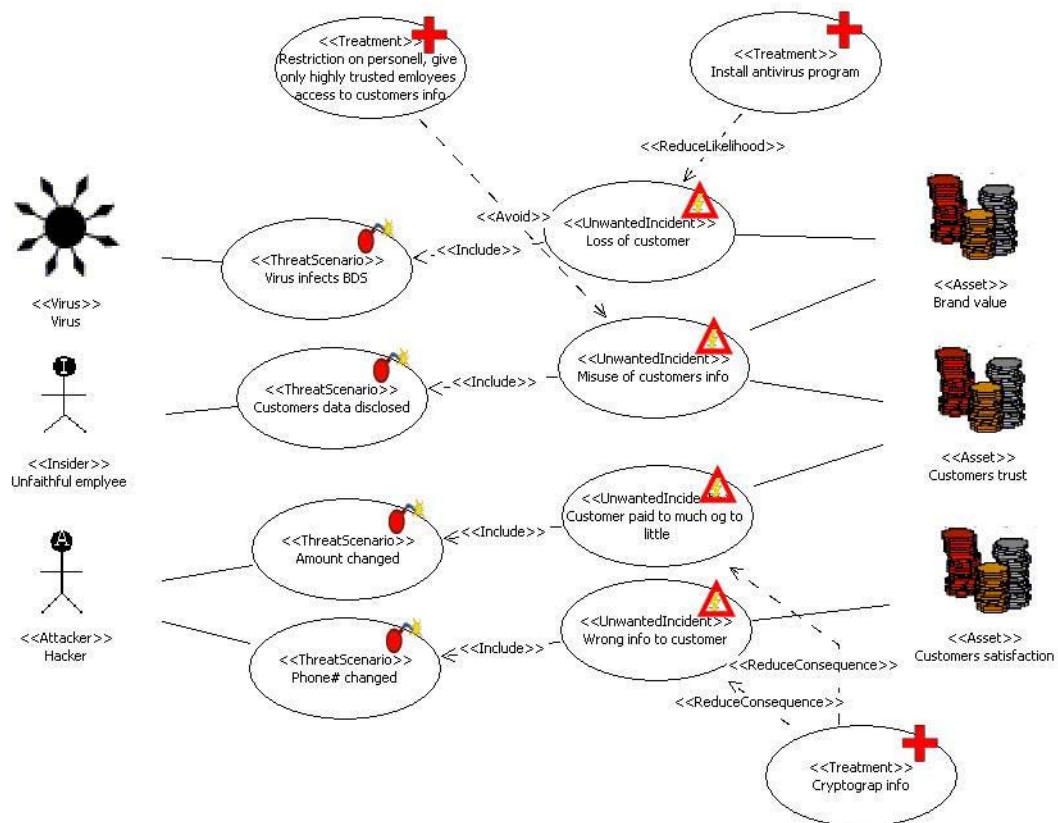 <<Treatment>>
Restriction on personell, give
only highly trusted emloyees
access to customers info
<<Treatment>>
Install antivirus program
<<ReduceLikelihood>>
<<Avoid>>
<<UnwantedIncident>>
Loss of customer
<<Include>>
<<ThreatScenario>>
Virus infects BDS
<<Virus>>
Virus
<<Asset>>
Brand value
<<UnwantedIncident>>
Misuse of customers info
<<Include>>
<<ThreatScenario>>
Customers data disclosed
I
<<Insider>>
Unfaithful emplyee
<<Asset>>
Customers trust
<<UnwantedIncident>>
Customer paid to much og to
little
<<Include>>
<<ThreatScenario>>
Amount changed
A
<<Attacker>>
Hacker
<<UnwantedIncident>>
Wrong info to customer
<<Include>>
<<ThreatScenario>>
Phone# changed
<<Asset>>
Customers satisfaction
<<ReduceConsequence>>
<<ReduceConsequence>>
<<Treatment>>
Cryptograp info